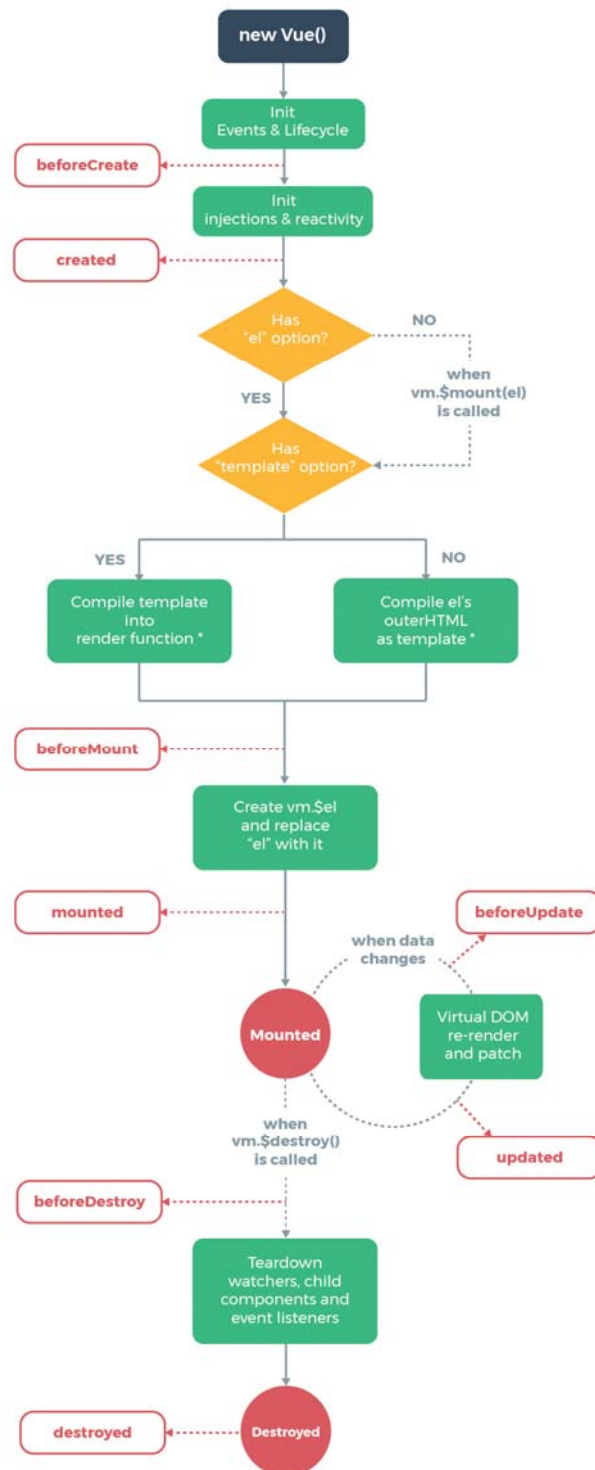 new Vue()
Init
Events & Lifecycle
beforeCreate
Init
injections & reactivity
created
Has
"el" option?
NO
when
vm.$mount(el)
is called
YES
Has
"template" option?
YES
NO
Compile template
into
render function *
Compile el's
outerHTML
as template *
beforeMount
Create vm.$el
and replace
"el" with it
mounted
beforeUpdate
when data
changes
Mounted
Virtual DOM
re-render
and patch
when
vm.$destroy()
is called
updated
beforeDestroy
Teardown
watchers, child
components and
event listeners
destroyed
Destroyed